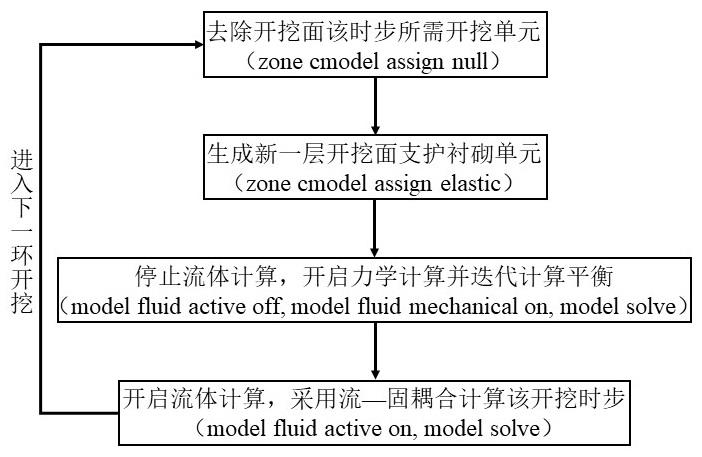 去除开挖面该时步所需开挖单元
（zone cmodel assign null）
生成新一层开挖面支护衬砌单元
（zone cmodel assign elastic）
停止流体计算，开启力学计算并迭代计算平衡
（model fluid active off, model fluid mechanical on, model solve）
开启流体计算，采用流—固耦合计算该开挖时步
（model fluid active on, model solve）
进入下一环开挖